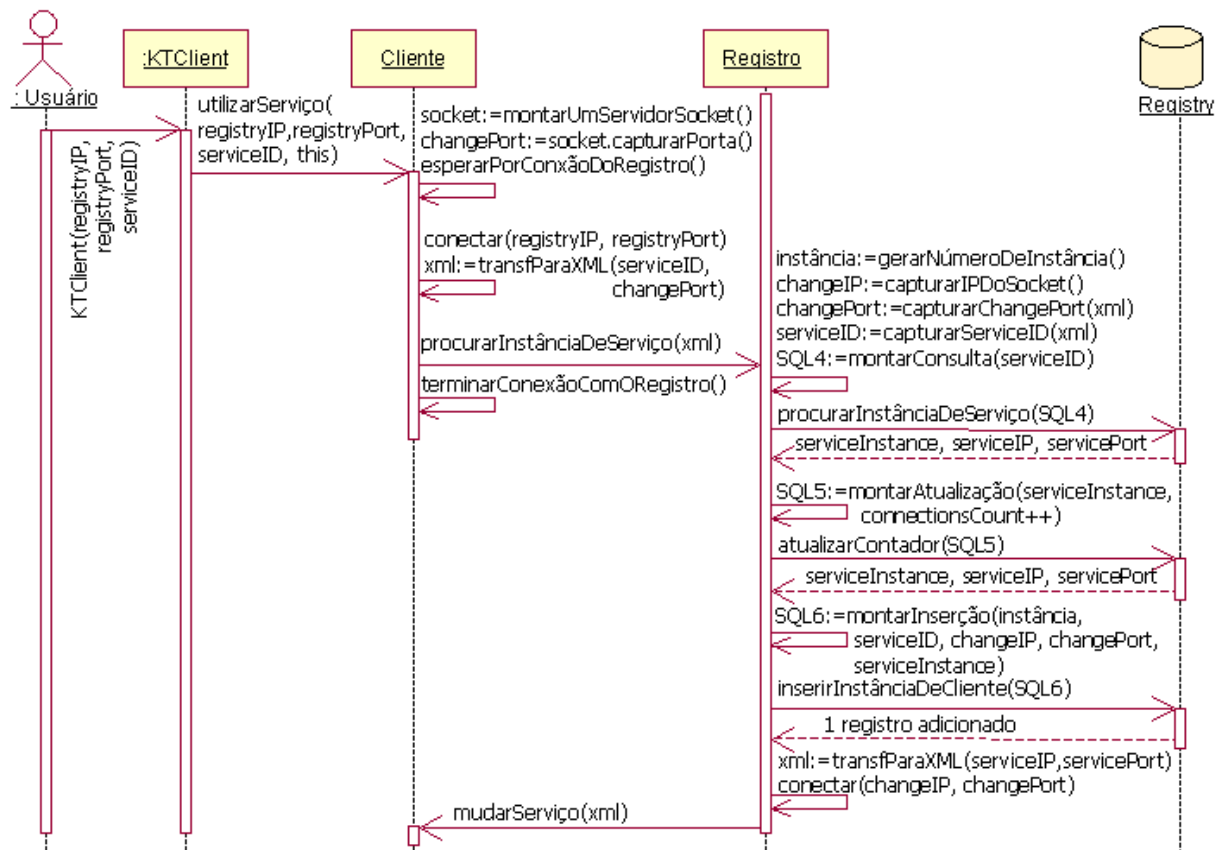 : Usuário
:KTClient
Cliente
Registro
Registry
KTClient(registryIP,
registryPort,
serviceID)
utilizarServiço(
registryIP,registryPort,
serviceID, this)
socket:=montarUmServidorSocket()
changePort:=socket.capturarPorta()
esperarPorConxãoDoRegistro()
conectar(registryIP, registryPort)
xml:=transfParaXML(serviceID,
changePort)
procurarInstânciaDeServiço(xml)
terminarConexãoComORegistro()
instância:=gerarNúmeroDeInstância()
changeIP:=capturarIPDoSocket()
changePort:=capturarChangePort(xml)
serviceID:=capturarServiceID(xml)
SQL4:=montarConsulta(serviceID)
procurarInstânciaDeServiço(SQL4)
serviceInstance, serviceIP, servicePort
SQL5:=montarAtualização(serviceInstance,
connectionsCount++)
atualizarContador(SQL5)
serviceInstance, serviceIP, servicePort
SQL6:=montarInserção(instância,
serviceID, changeIP, changePort,
serviceInstance)
inserirInstânciaDeCliente(SQL6)
1 registro adicionado
xml:=transfParaXML(serviceIP,servicePort)
conectar(changeIP, changePort)
mudarServiço(xml)